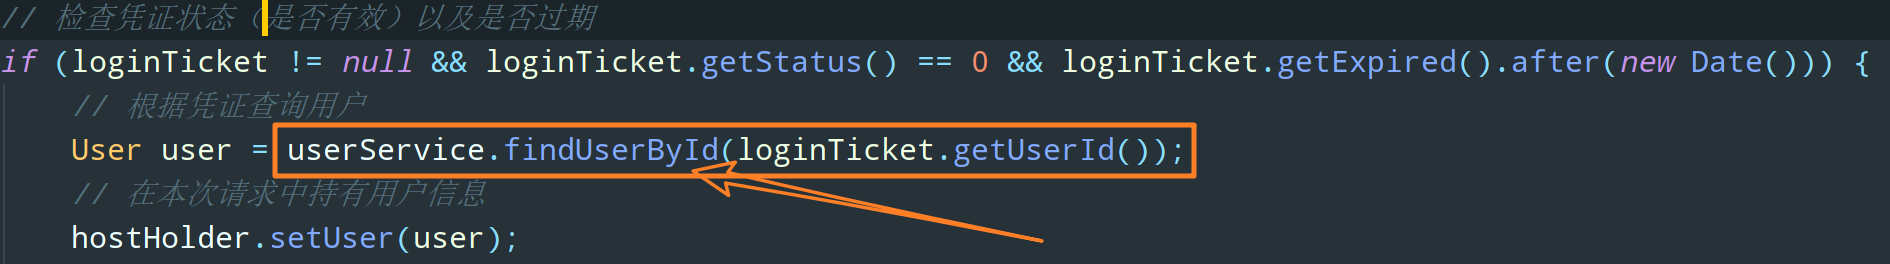 // 检查凭证状态（是否有效）以及是否过期
if (loginTicket != null && loginTicket.getStatus() == 0 && loginTicket.getExpired().after(new Date())) {
// 根据凭证查询用户
User user = userService.findUserById(loginTicket.getUserId());
// 在本次请求中持有用户信息
hostHolder.setUser(user);